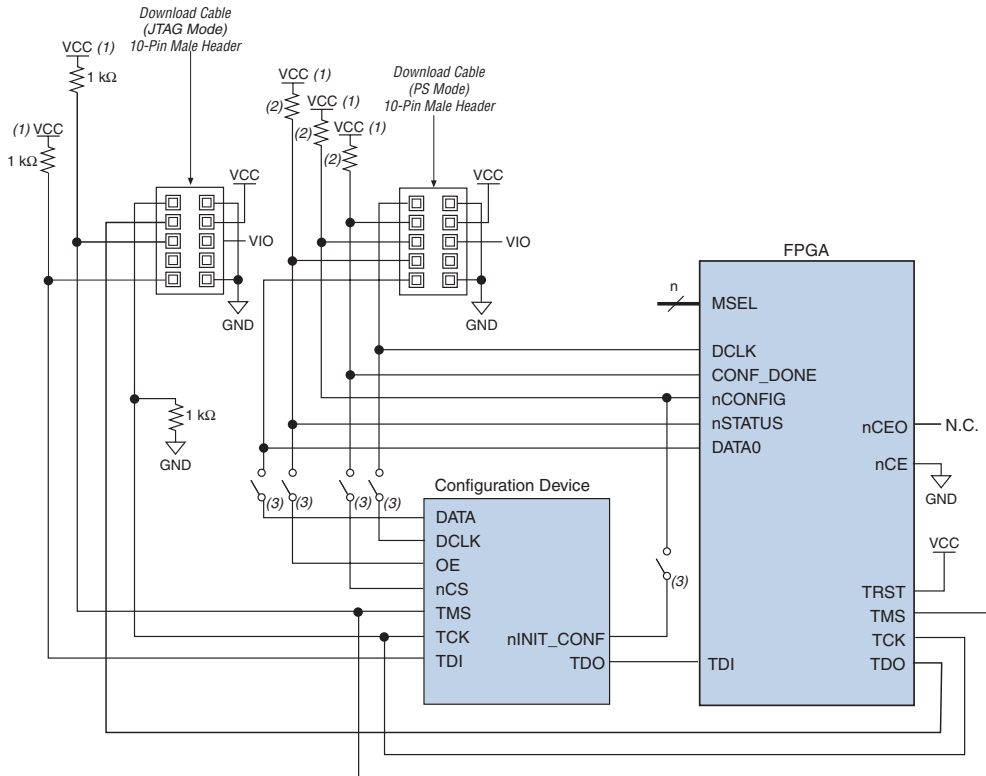 Download Cable
(JTAG Mode)
10-Pin Male Header
VCC (1)
1 kΩ
(1) VCC
1 kΩ
VCC
VIO
GND
VCC (1)
(2)
VCC (1)
(2)
VCC (1)
(2)
Download Cable
(PS Mode)
10-Pin Male Header
VCC
VIO
GND
1 kΩ
GND
FPGA
n
MSEL
DCLK
CONF_DONE
nCONFIG
nSTATUS
DATA0
nCEO
N.C.
nCE
GND
VCC
TRST
TMS
TCK
TDO
TDI
(3)
(3)
(3)
(3)
(3)
Configuration Device
DATA
DCLK
OE
nCS
TMS
TCK
TDI
nINIT_CONF
TDO